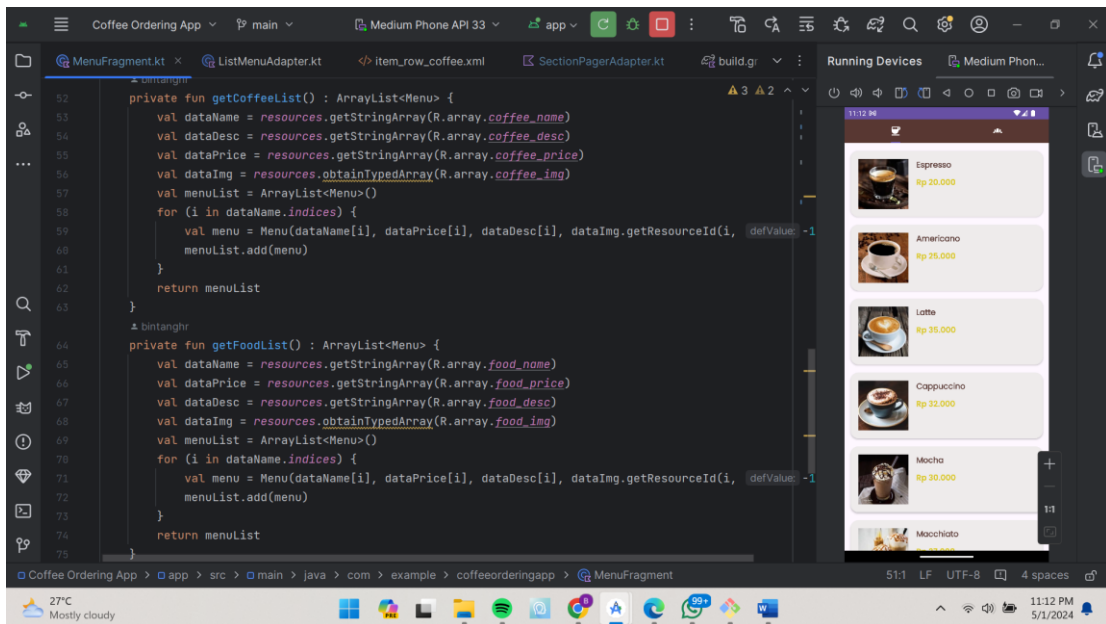 Coffee Ordering App
main
Medium Phone API 33
app
MenuFragment.kt
ListMenuAdapter.kt
item_row_coffee.xml
SectionPagerAdapter.kt
build.gr
Running Devices
Medium Phon...
3
2
bintanghr
52 private fun getCoffeeList() : ArrayList<Menu> {
53 val dataName = resources.getStringArray(R.array.coffee_name)
54 val dataDesc = resources.getStringArray(R.array.coffee_desc)
55 val dataPrice = resources.getStringArray(R.array.coffee_price)
56 val dataImg = resources.obtainTypedArray(R.array.coffee_img)
57 val menuList = ArrayList<Menu>()
58 for (i in dataName.indices) {
59 val menu = Menu(dataName[i], dataPrice[i], dataDesc[i], dataImg.getResourceId(i, defValue: -1
60 menuList.add(menu)
61 }
62 return menuList
63 }
bintanghr
64 private fun getFoodList() : ArrayList<Menu> {
65 val dataName = resources.getStringArray(R.array.food_name)
66 val dataPrice = resources.getStringArray(R.array.food_price)
67 val dataDesc = resources.getStringArray(R.array.food_desc)
68 val dataImg = resources.obtainTypedArray(R.array.food_img)
69 val menuList = ArrayList<Menu>()
70 for (i in dataName.indices) {
71 val menu = Menu(dataName[i], dataPrice[i], dataDesc[i], dataImg.getResourceId(i, defValue: -1
72 menuList.add(menu)
73 }
74 return menuList
75 }
Espresso
Rp 20.000
Americano
Rp 25.000
Latte
Rp 35.000
Cappuccino
Rp 32.000
Mocha
Rp 30.000
Macchiato
1:1
Coffee Ordering App > app > src > main > java > com > example > coffeeorderingapp > MenuFragment
51:1 LF UTF-8 4 spaces
27°C
Mostly cloudy
PRE
99+
11:12 PM
5/1/2024